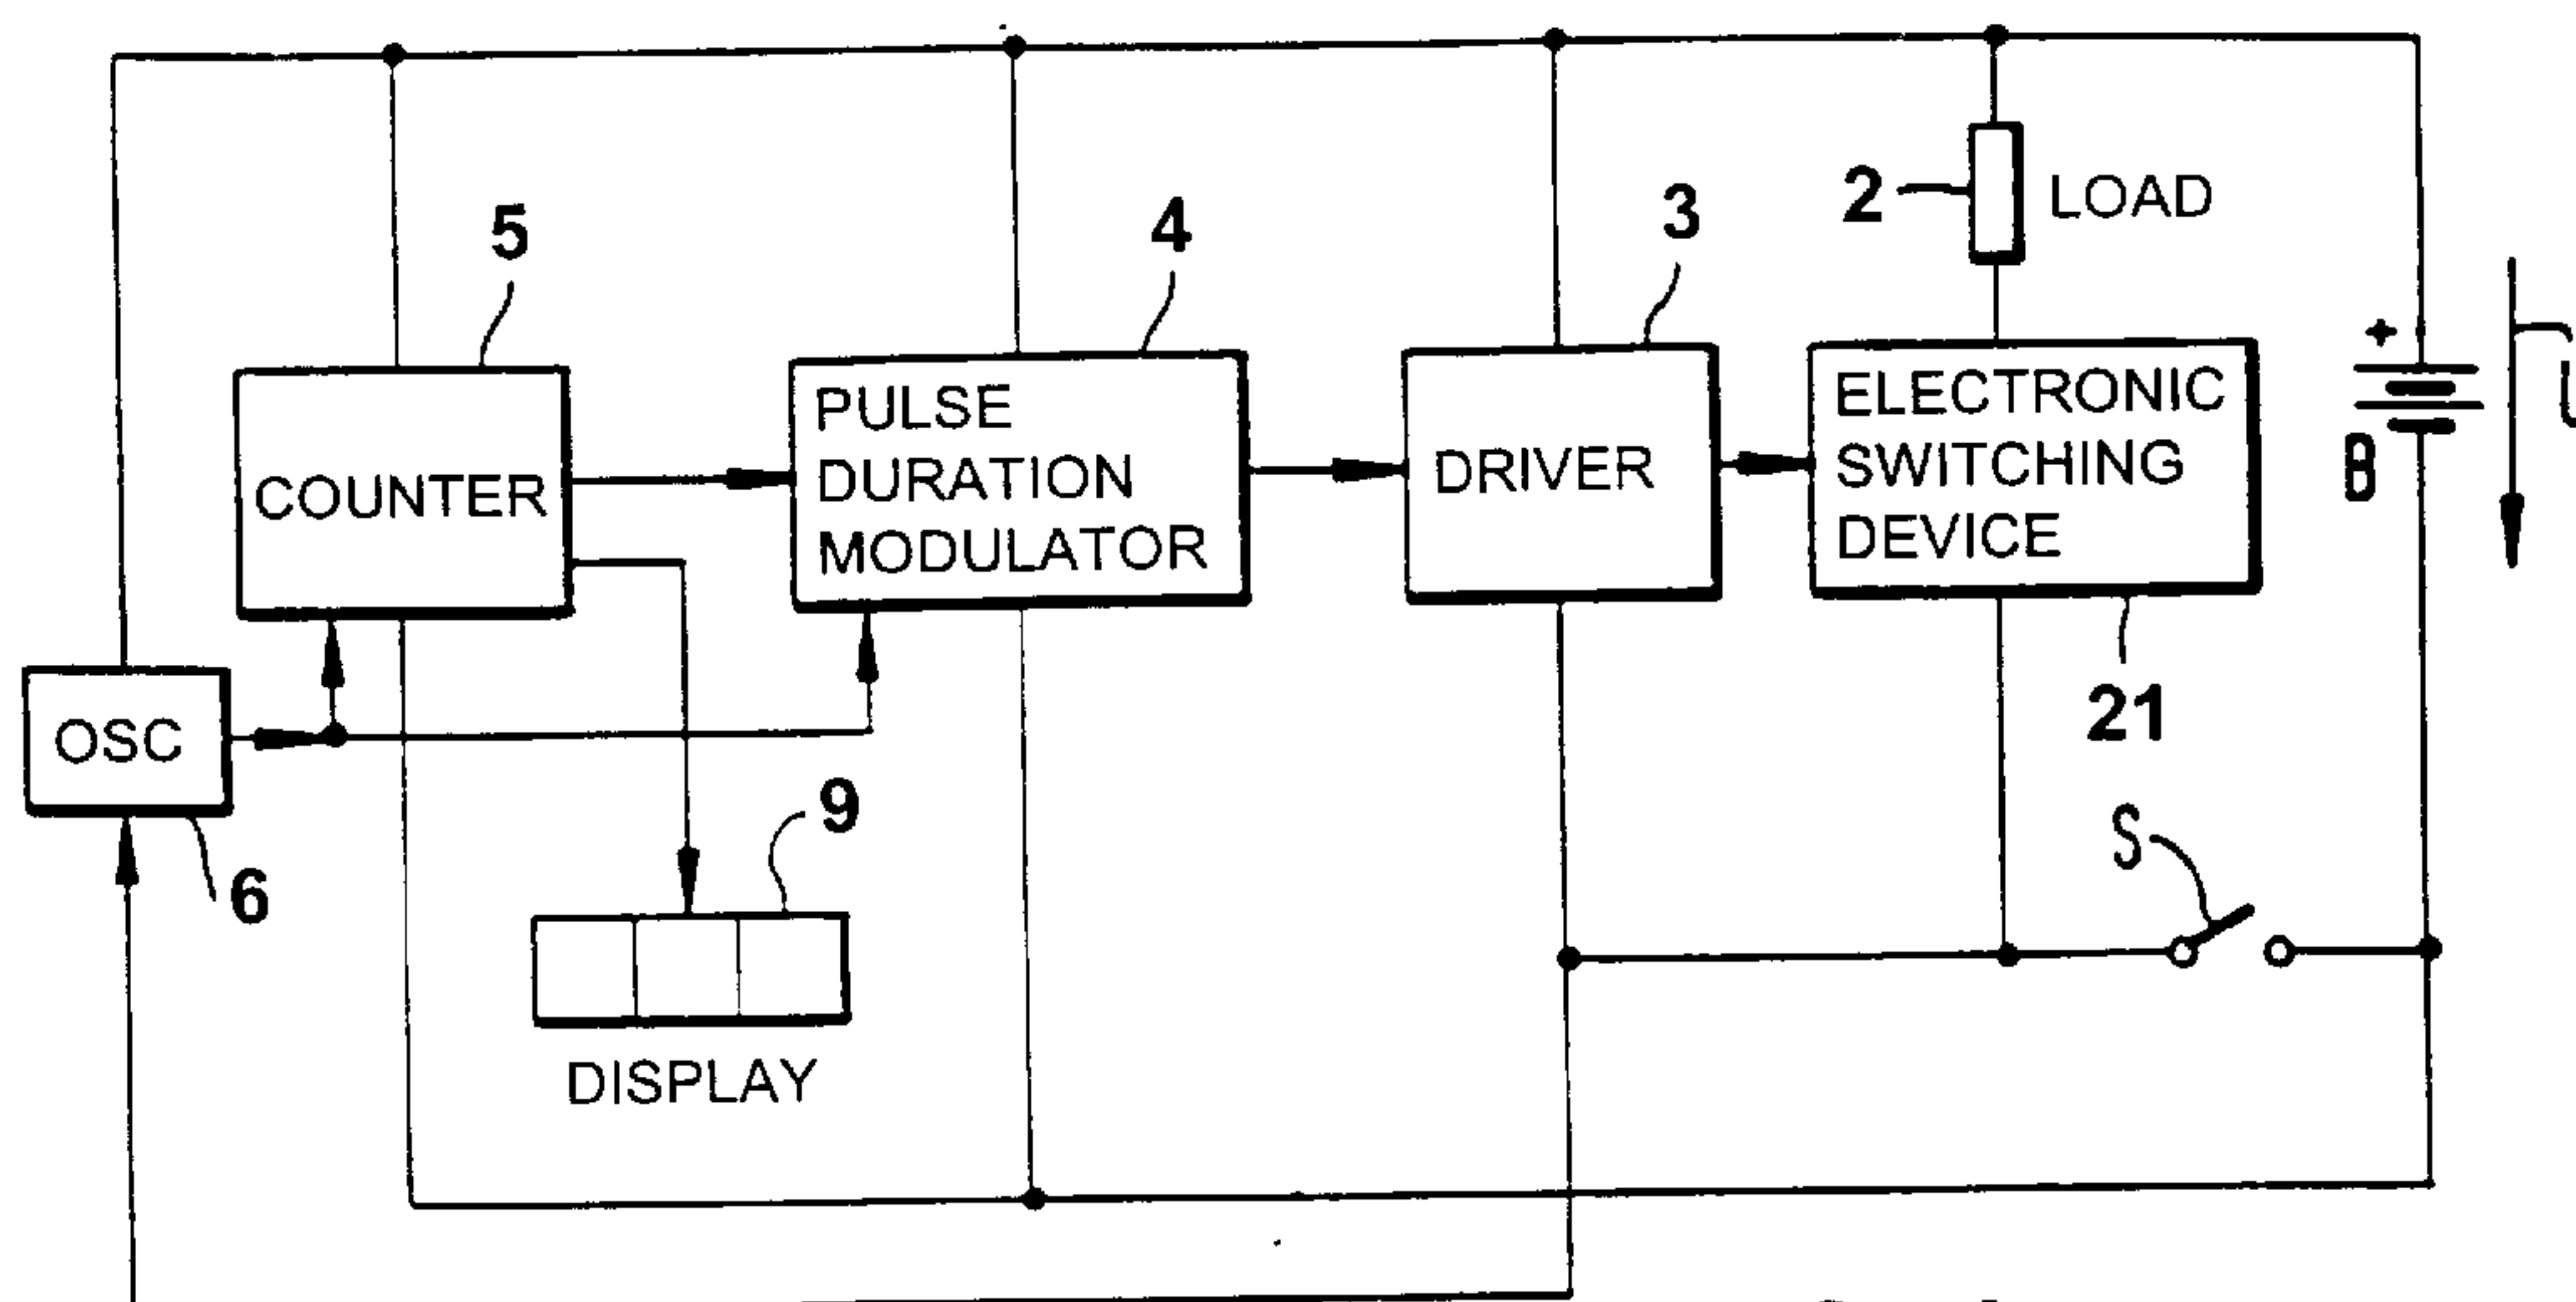 5
4
3
2
LOAD
+
B
COUNTER
PULSE
DURATION
MODULATOR
DRIVER
ELECTRONIC
SWITCHING
DEVICE
21
OSC
6
9
S
DISPLAY